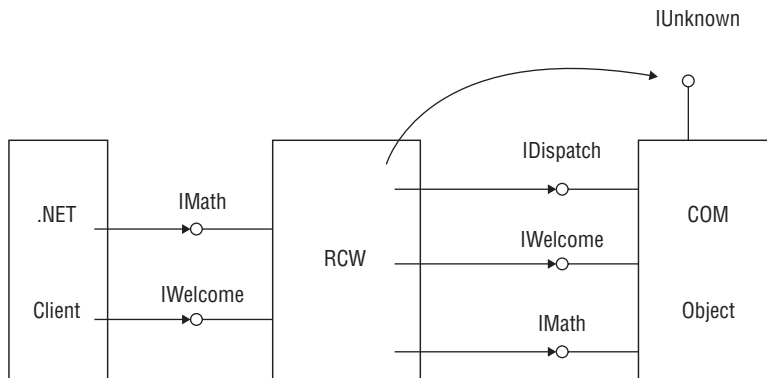 IUnknown
IDispatch
.NET
IMath
COM
IWelcome
RCW
IWelcome
Client
Object
IMath